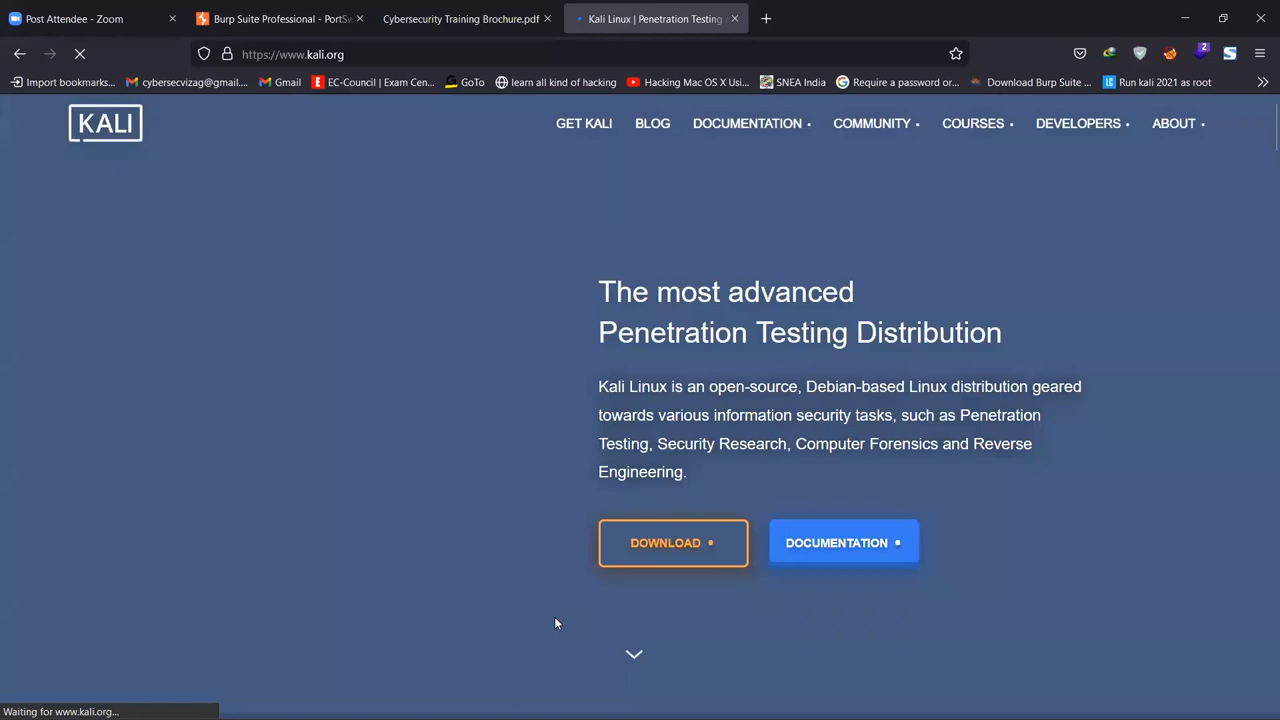 Post Attendee - Zoom
Burp Suite Professional - PortSw
Cybersecurity Training Brochure.pdf
Kali Linux | Penetration Testing
https://www.kali.org
2
Import bookmarks...
cybersecvizag@gmail....
Gmail
EC-Council | Exam Cen...
GoTo
learn all kind of hacking
Hacking Mac OS X Usi...
SNEA India
Require a password or...
Download Burp Suite ...
Run kali 2021 as root
KALI
GET KALI
BLOG
DOCUMENTATION
COMMUNITY
COURSES
DEVELOPERS
ABOUT
The most advanced
Penetration Testing Distribution
Kali Linux is an open-source, Debian-based Linux distribution geared
towards various information security tasks, such as Penetration
Testing, Security Research, Computer Forensics and Reverse
Engineering.
DOWNLOAD
DOCUMENTATION
Waiting for www.kali.org...